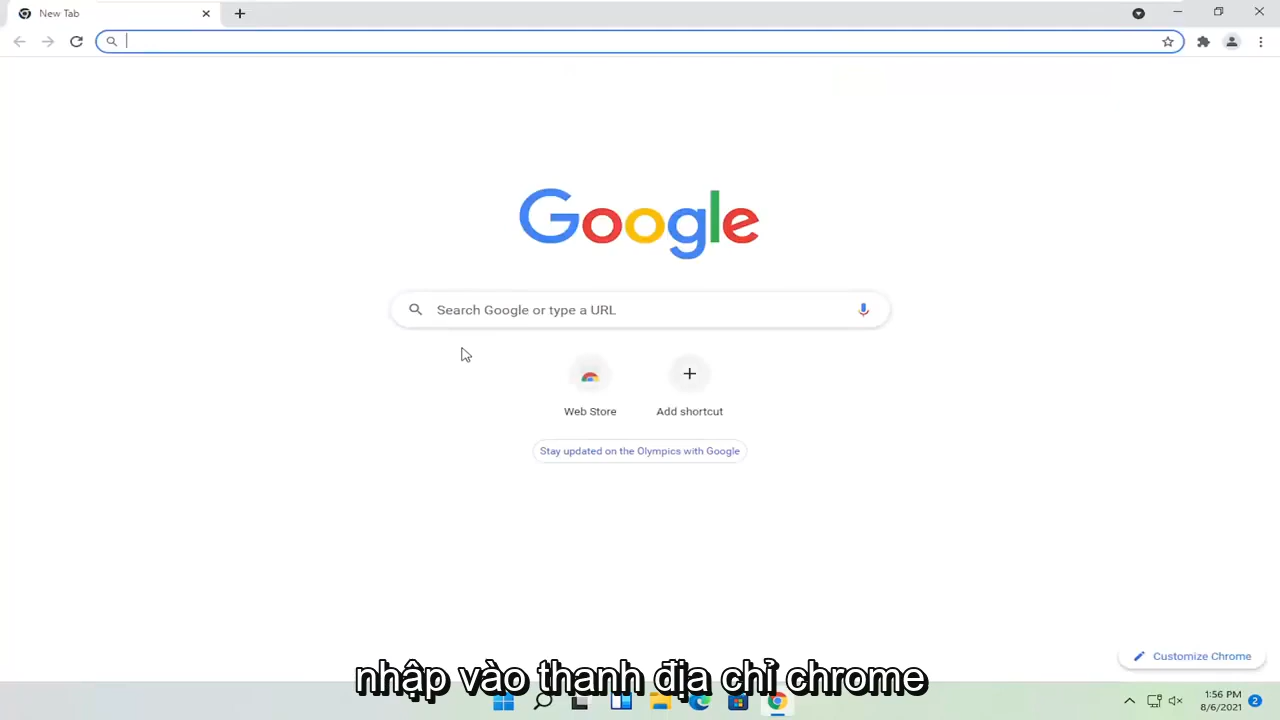 New Tab
Google
Search Google or type a URL
Web Store
Add shortcut
Stay updated on the Olympics with Google
Customize Chrome
nhập vào thanh địa chỉ chrome
1:56 PM
8/6/2021
2